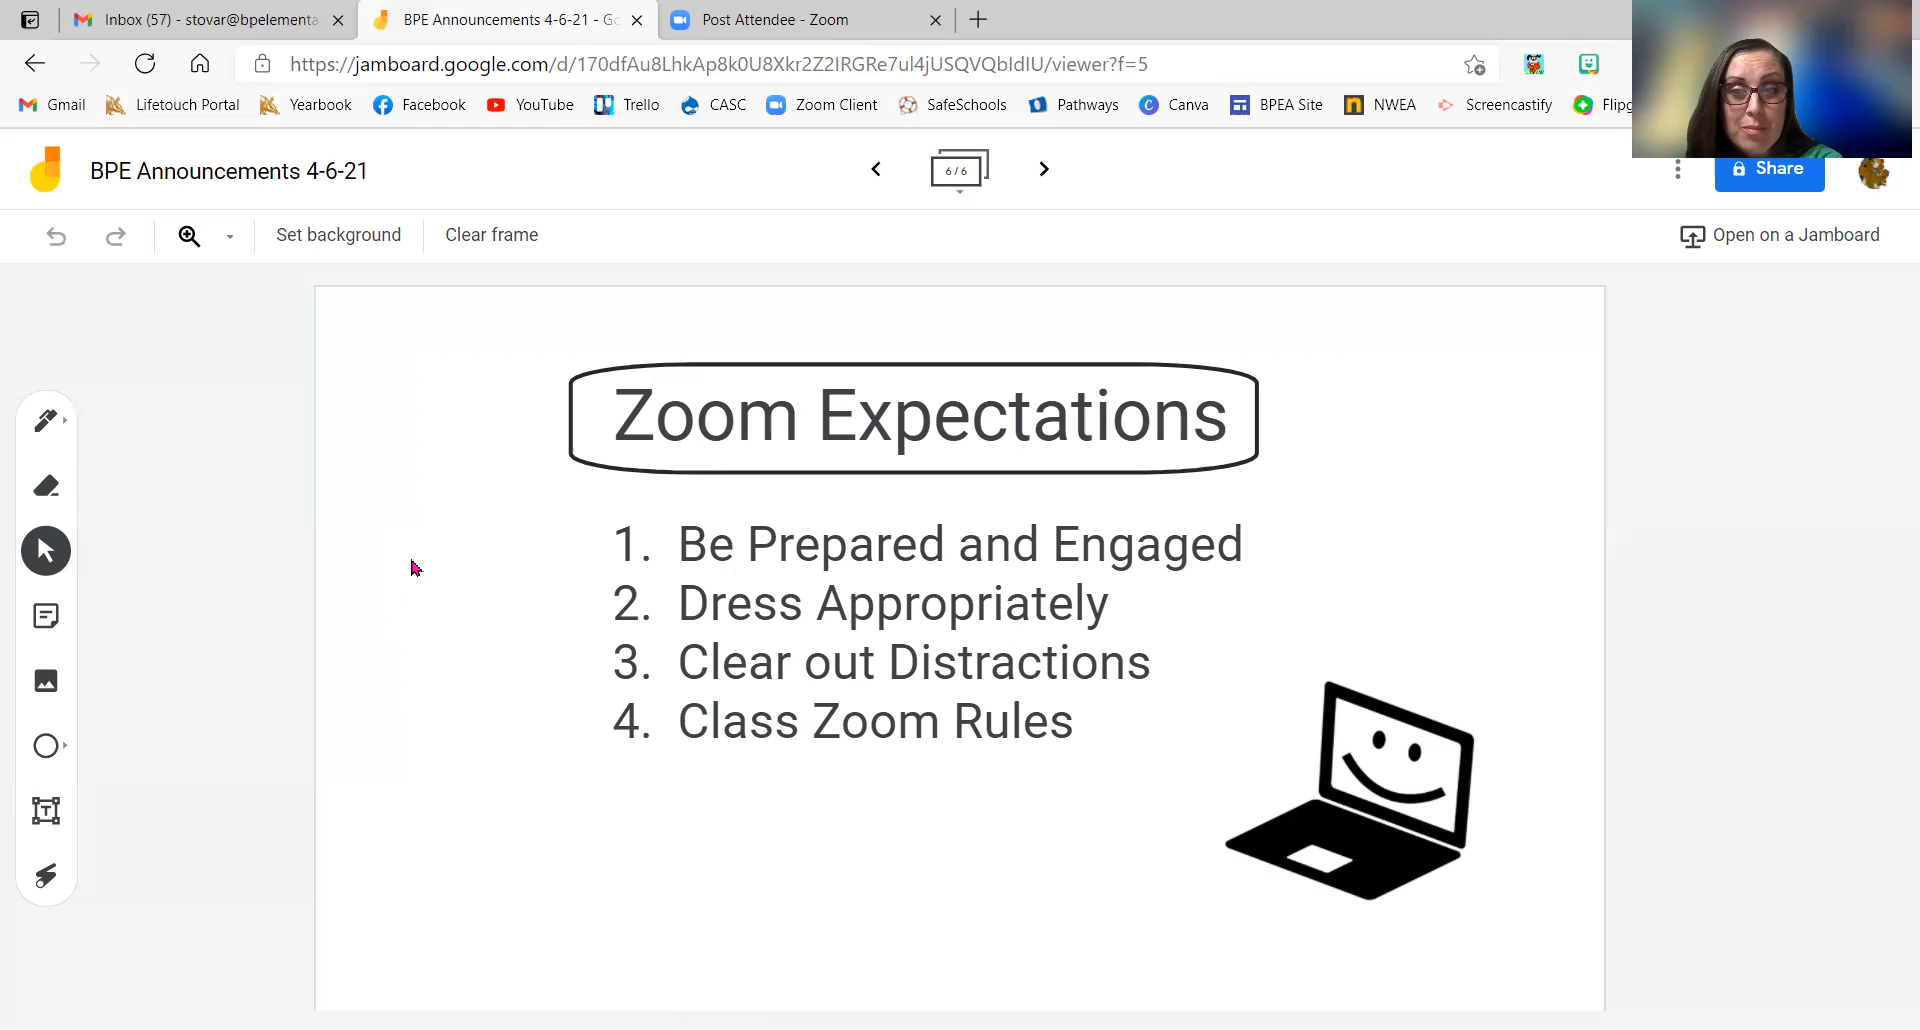 Inbox (57) - stovar@bpelementa
BPE Announcements 4-6-21 - Go
Post Attendee - Zoom
https://jamboard.google.com/d/170dfAu8LhkAp8k0U8Xkr2Z2IRGRe7ul4jUSQVQbIdIU/viewer?f=5
Gmail Lifetouch Portal Yearbook Facebook YouTube Trello CASC Zoom Client SafeSchools Pathways Canva BPEA Site NWEA Screencastify Flipg
BPE Announcements 4-6-21
6 / 6
Share
Set background
Clear frame
Open on a Jamboard
Zoom Expectations
1. Be Prepared and Engaged
2. Dress Appropriately
3. Clear out Distractions
4. Class Zoom Rules